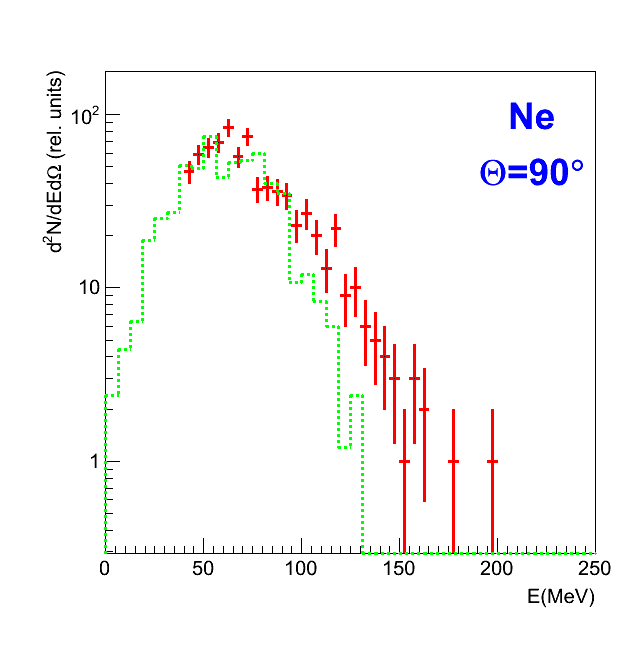 d²N/dEdΩ (rel. units)
10²
10
1
Ne
Θ=90°
0 50 100 150 200 250
E(MeV)